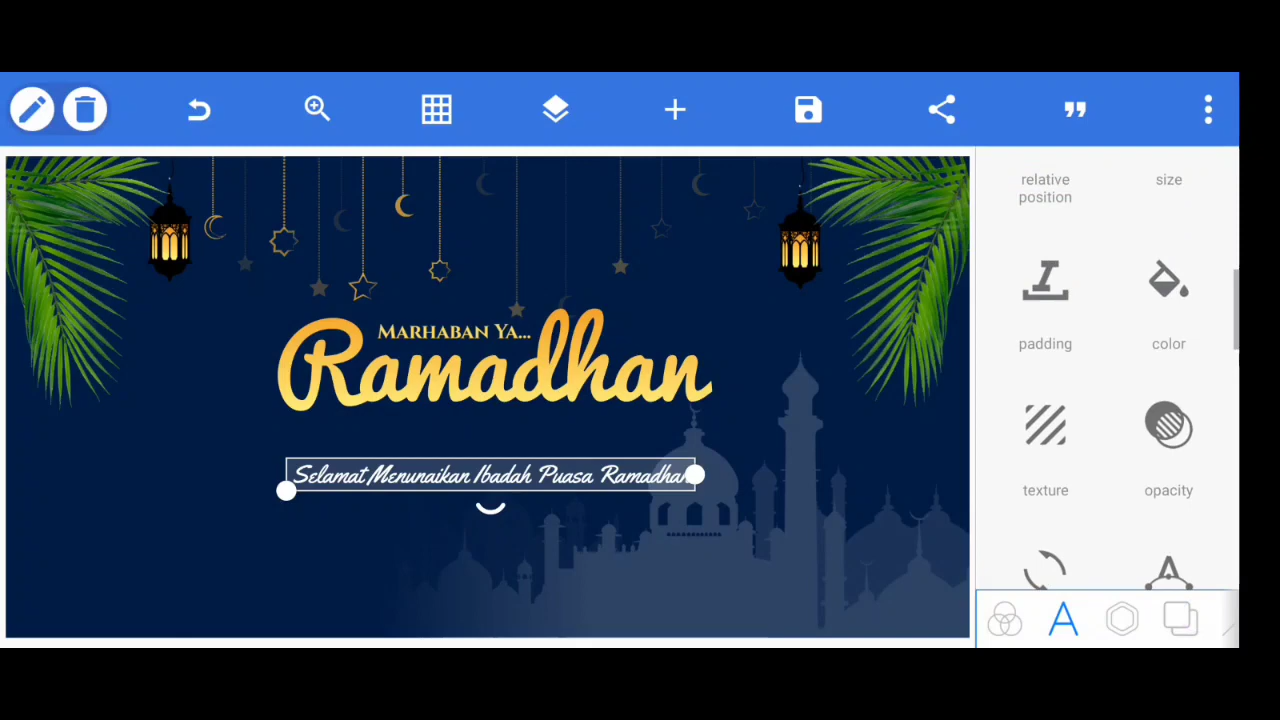 relative position
size
Marhaban Ya...
Ramadhan
padding
color
Selamat Menunaikan Ibadah Puasa Ramadhan
texture
opacity